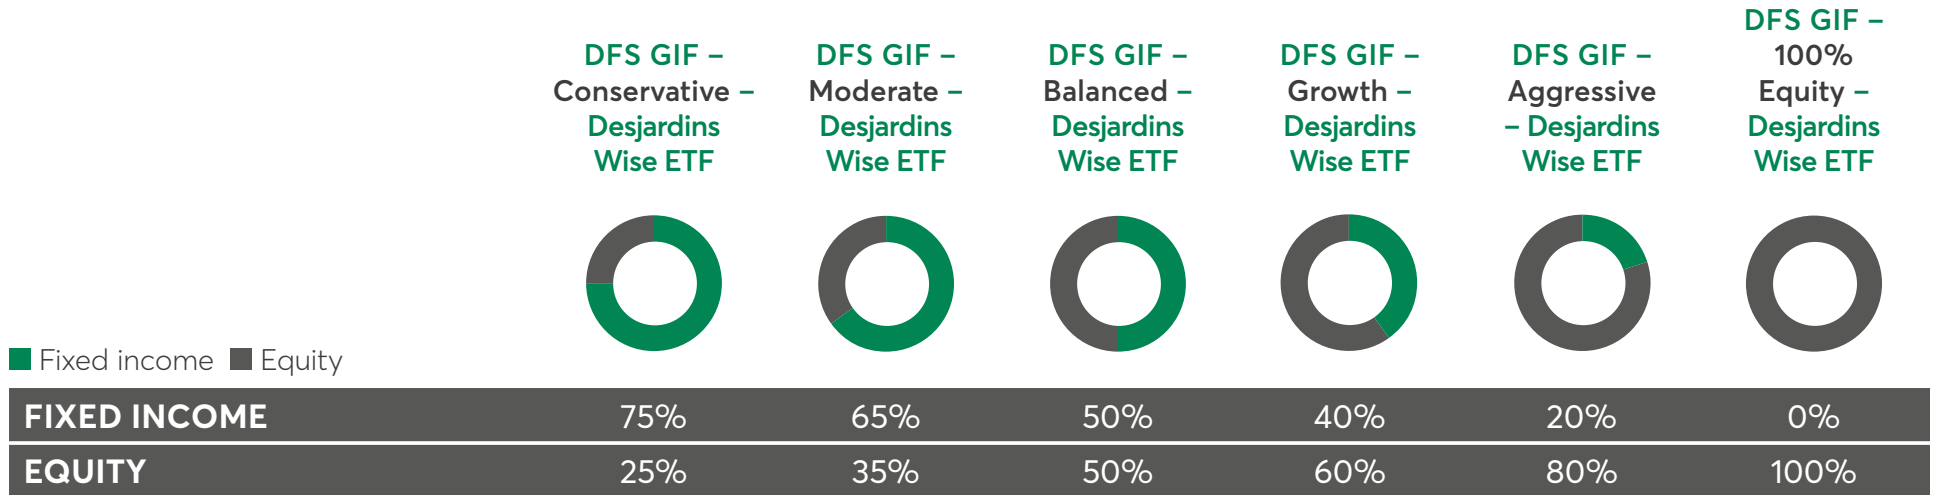 DFS GIF –
Conservative –
Desjardins
Wise ETF
DFS GIF –
Moderate –
Desjardins
Wise ETF
DFS GIF –
Balanced –
Desjardins
Wise ETF
DFS GIF –
Growth –
Desjardins
Wise ETF
DFS GIF –
Aggressive
– Desjardins
Wise ETF
DFS GIF –
100%
Equity –
Desjardins
Wise ETF
Fixed income Equity
FIXED INCOME 75% 65% 50% 40% 20% 0%
EQUITY 25% 35% 50% 60% 80% 100%